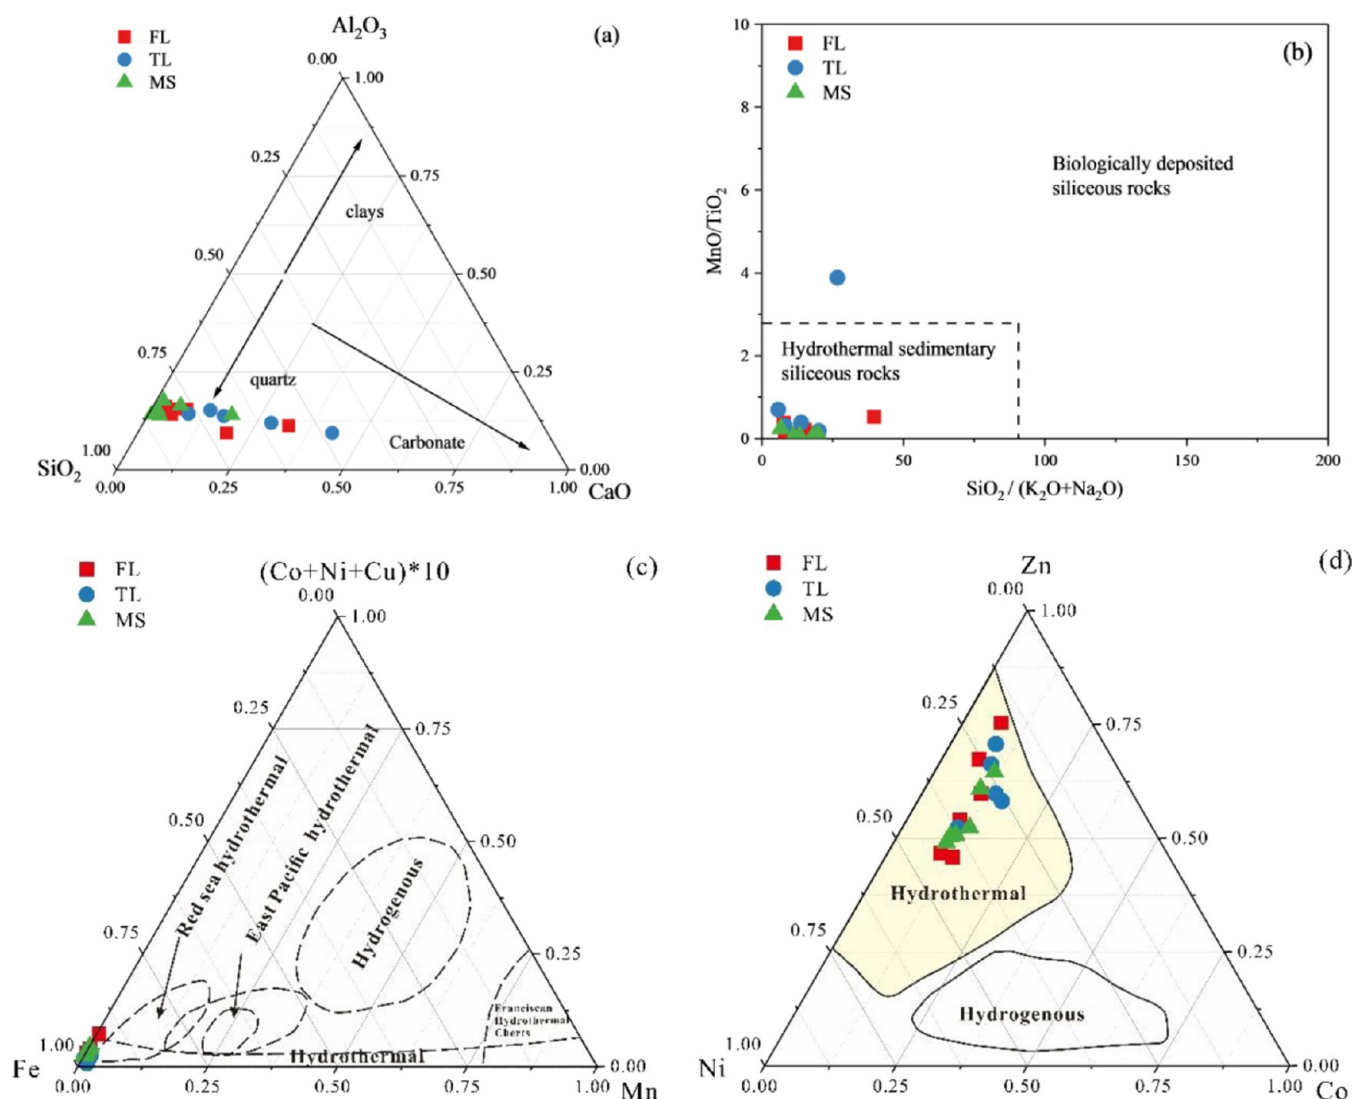 FL
TL
MS
Al₂O₃
(a)
0.00
1.00
0.25
0.75
clays
0.50
0.50
0.75
0.25
quartz
Carbonate
1.00
0.00
SiO₂
0.00
0.25
0.50
0.75
1.00
CaO
10
8
6
4
2
0
MnO/TiO₂
FL
TL
MS
(b)
Biologically deposited
siliceous rocks
Hydrothermal sedimentary
siliceous rocks
0
50
100
150
200
SiO₂ / (K₂O+Na₂O)
FL
TL
MS
(Co+Ni+Cu)*10
(c)
0.00
1.00
0.25
0.75
Red sea hydrothermal
East Pacific hydrothermal
0.50
0.50
Hydrogenous
0.75
0.25
Franciscan
Hydrothermal
Cherts
1.00
Hydrothermal
0.00
Fe
0.00
0.25
0.50
0.75
1.00
Mn
FL
TL
MS
Zn
(d)
0.00
1.00
0.25
0.75
0.50
0.50
Hydrothermal
0.75
0.25
Hydrogenous
1.00
0.00
Ni
0.00
0.25
0.50
0.75
1.00
Co